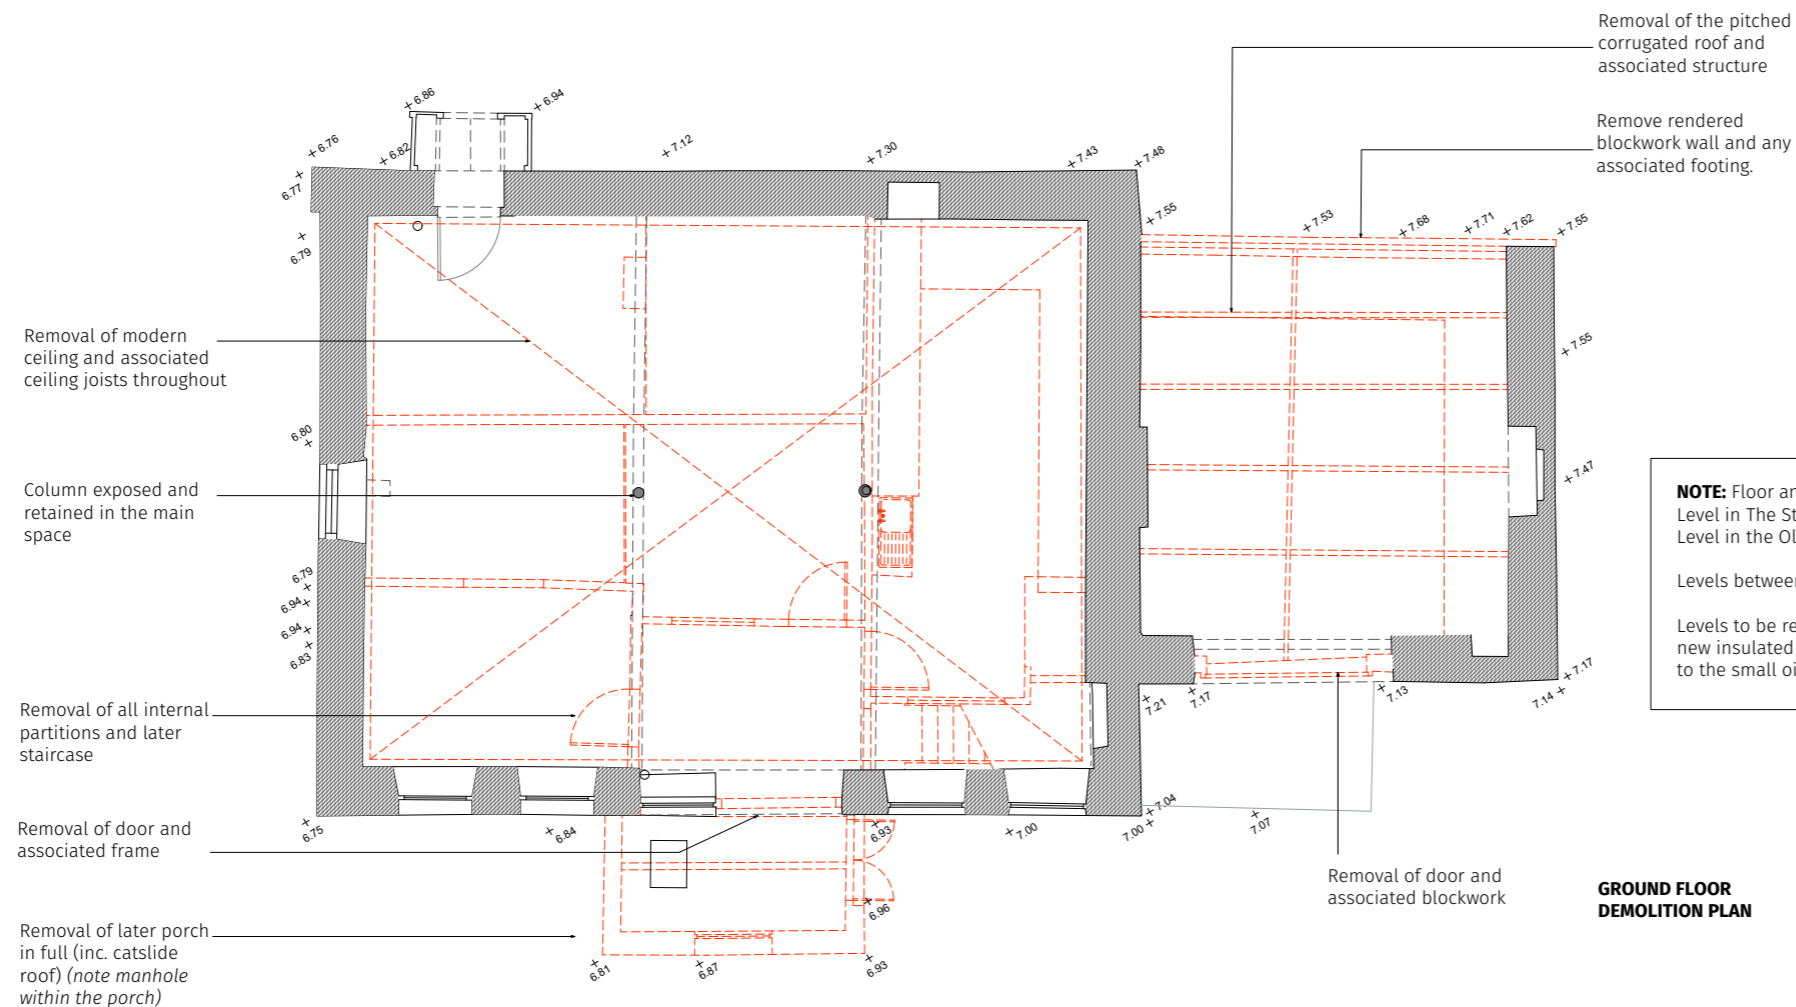 Removal of the pitched
corrugated roof and
associated structure
Remove rendered
blockwork wall and any
associated footing.
+ 6.86
+ 6.94
+ 6.76
+ 6.82
+ 7.12
+ 7.30
+ 7.43
+ 7.48
+ 6.77
+ 6.79
+ 7.55
+ 7.53
+ 7.68
+ 7.71
+ 7.62
+ 7.55
Removal of modern
ceiling and associated
ceiling joists throughout
+ 7.55
+ 6.80
+ 7.47
Column exposed and
retained in the main
space
NOTE: Floor an
Level in The St
Level in the Ol
Levels between
Levels to be re
new insulated
to the small oi
+ 6.79
+ 6.94
+ 6.94
+ 6.83
+ 7.17
+ 7.14
+ 7.21
+ 7.17
+ 7.13
Removal of all internal
partitions and later
staircase
+ 6.75
+ 6.84
+ 6.93
+ 7.00
+ 7.00
+ 7.04
+ 7.07
Removal of door and
associated frame
Removal of door and
associated blockwork
GROUND FLOOR
DEMOLITION PLAN
+ 6.96
Removal of later porch
in full (inc. catslide
roof) (note manhole
within the porch)
+ 6.81
+ 6.87
+ 6.93